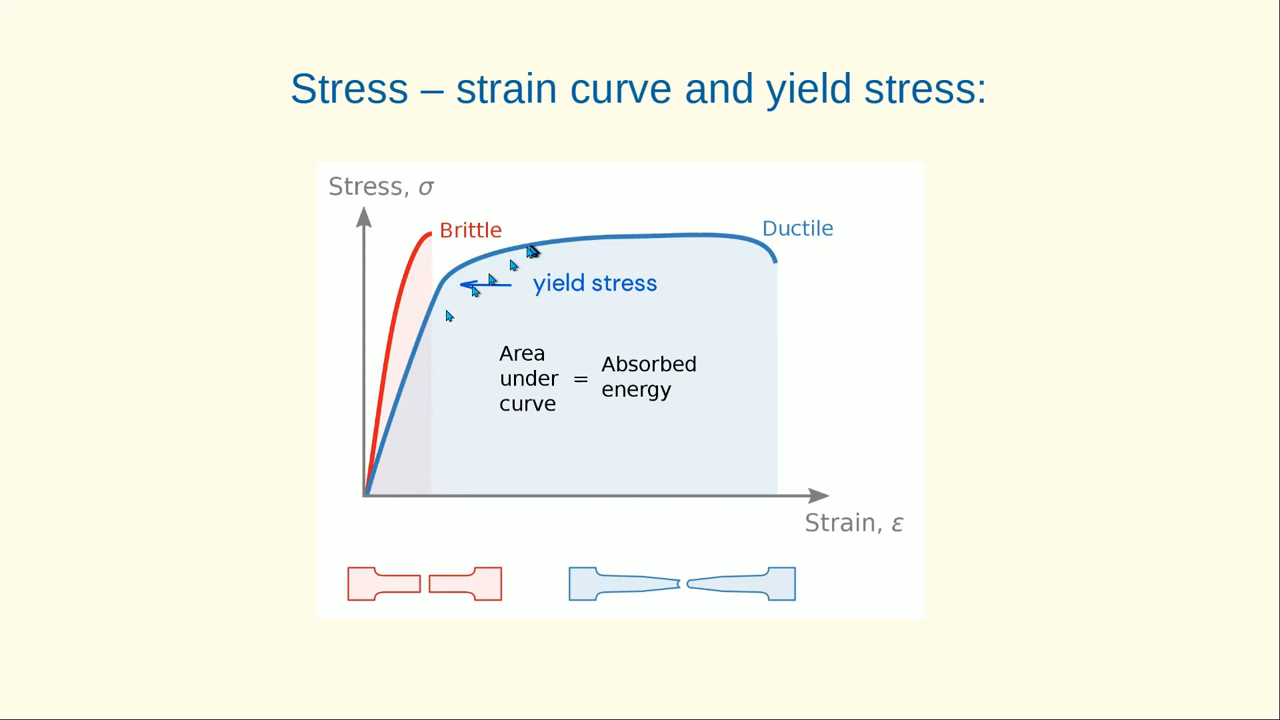 Stress – strain curve and yield stress:
Stress, σ
Brittle
Ductile
yield stress
Area
under
curve
=
Absorbed
energy
Strain, ε